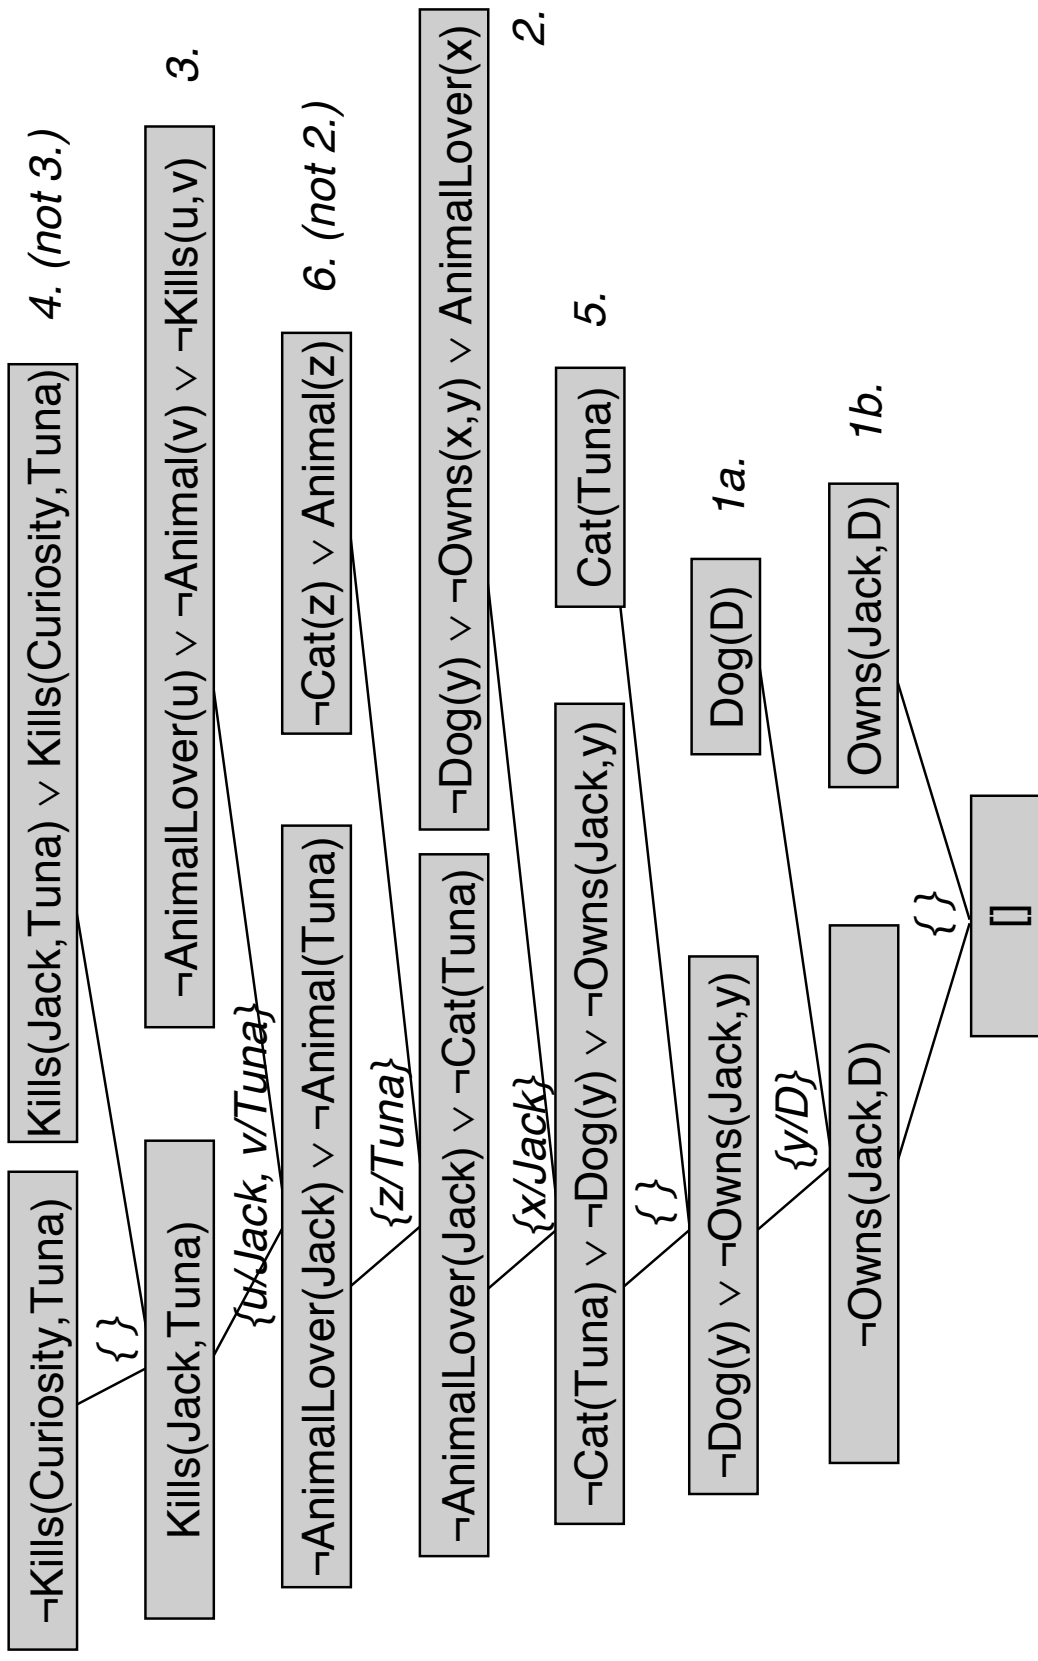 ¬Kills(Curiosity,Tuna) Kills(Jack,Tuna) ∨ Kills(Curiosity,Tuna) 4. (not 3.)
{ }
Kills(Jack,Tuna) ¬AnimalLover(u) ∨ ¬Animal(v) ∨ ¬Kills(u,v) 3.
{u/Jack, v/Tuna}
¬AnimalLover(Jack) ∨ ¬Animal(Tuna) ¬Cat(z) ∨ Animal(z) 6. (not 2.)
{z/Tuna}
¬AnimalLover(Jack) ∨ ¬Cat(Tuna) ¬Dog(y) ∨ ¬Owns(x,y) ∨ AnimalLover(x)
{x/Jack} 2.
¬Cat(Tuna) ∨ ¬Dog(y) ∨ ¬Owns(Jack,y) Cat(Tuna) 5.
{}
¬Dog(y) ∨ ¬Owns(Jack,y) Dog(D) 1a.
{y/D}
¬Owns(Jack,D) Owns(Jack,D) 1b.
{ }
[]